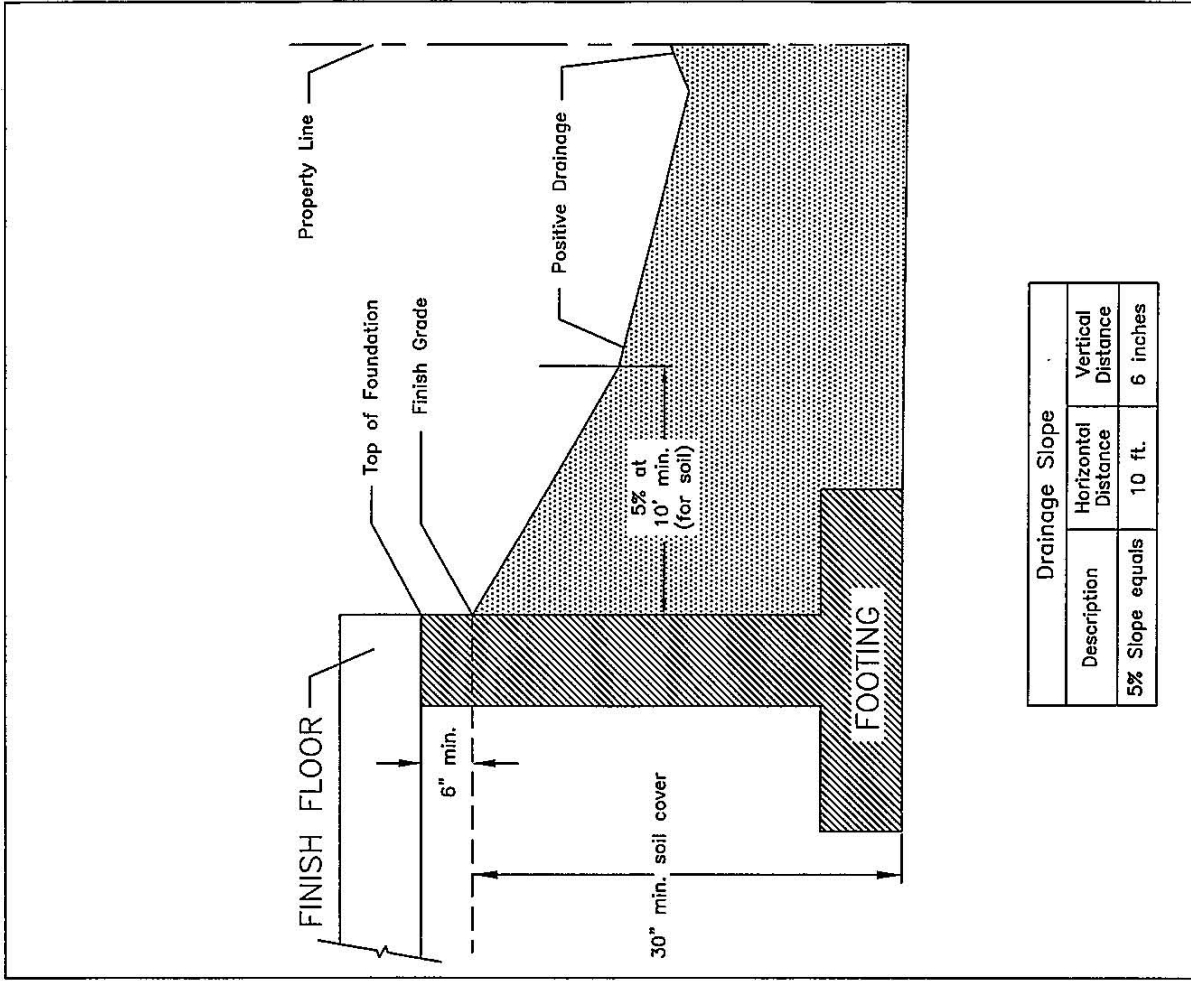 FINISH FLOOR
Property Line
Top of Foundation
Finish Grade
6" min.
Positive Drainage
5% at
10' min.
(for soil)
30" min. soil cover
FOOTING
Drainage Slope
Description
Horizontal
Distance
Vertical
Distance
5% Slope equals
10 ft.
6 inches